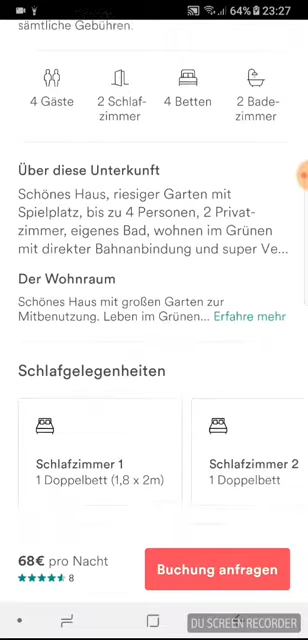 64% 23:27
sämtliche Gebühren.
4 Gäste
2 Schlaf-
zimmer
4 Betten
2 Bade-
zimmer
Über diese Unterkunft
Schönes Haus, riesiger Garten mit
Spielplatz, bis zu 4 Personen, 2 Privat-
zimmer, eigenes Bad, wohnen im Grünen
mit direkter Bahnanbindung und super Ve...
Der Wohnraum
Schönes Haus mit großen Garten zur
Mitbenutzung. Leben im Grünen... Erfahre mehr
Schlafgelegenheiten
Schlafzimmer 1
1 Doppelbett (1,8 x 2m)
Schlafzimmer 2
1 Doppelbett
68€ pro Nacht
8
Buchung anfragen
DU SCREEN RECORDER